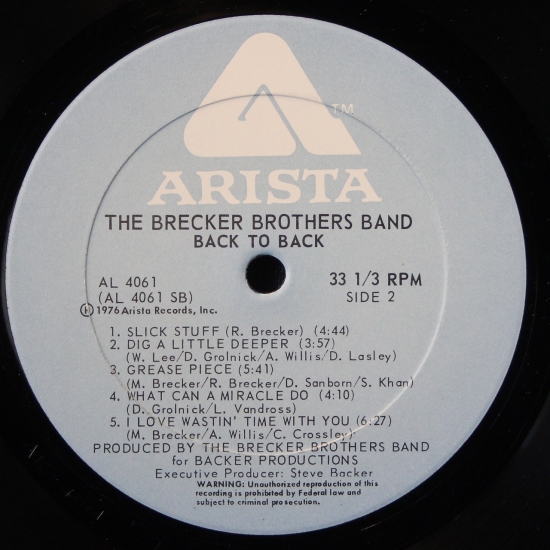 TM
ARISTA
THE BRECKER BROTHERS BAND
BACK TO BACK
AL 4061
(AL 4061 SB)
Ⓟ1976 Arista Records, Inc.
33 1/3 RPM
SIDE 2
1. SLICK STUFF (R. Brecker) (4:44)
2. DIG A LITTLE DEEPER (3:57)
(W. Lee/D. Grolnick/A. Willis/D. Lasley)
3. GREASE PIECE (5:41)
(M. Brecker/R. Brecker/D. Sanborn/S. Khan)
4. WHAT CAN A MIRACLE DO (4:10)
(D. Grolnick/L. Vandross)
5. I LOVE WASTIN' TIME WITH YOU (6:27)
(M. Brecker/A. Willis/C. Crossley)
PRODUCED BY THE BRECKER BROTHERS BAND
for BACKER PRODUCTIONS
Executive Producer: Steve Backer
WARNING: Unauthorized reproduction of this
recording is prohibited by Federal law and
subject to criminal prosecution.